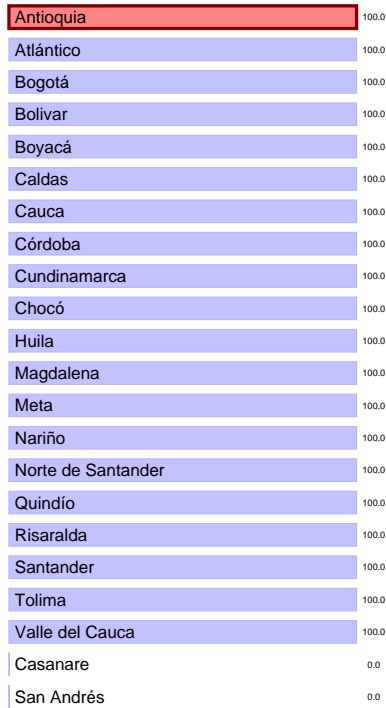 Antioquia 100.0
Atlántico 100.0
Bogotá 100.0
Bolivar 100.0
Boyacá 100.0
Caldas 100.0
Cauca 100.0
Córdoba 100.0
Cundinamarca 100.0
Chocó 100.0
Huila 100.0
Magdalena 100.0
Meta 100.0
Nariño 100.0
Norte de Santander 100.0
Quindío 100.0
Risaralda 100.0
Santander 100.0
Tolima 100.0
Valle del Cauca 100.0
Casanare 0.0
San Andrés 0.0